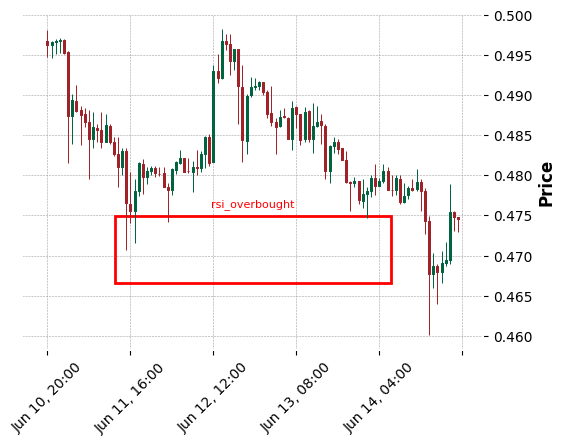 0.500
0.495
0.490
0.485
0.480
0.475
0.470
0.465
0.460
Price
rsi_overbought
Jun 10, 20:00
Jun 11, 16:00
Jun 12, 12:00
Jun 13, 08:00
Jun 14, 04:00